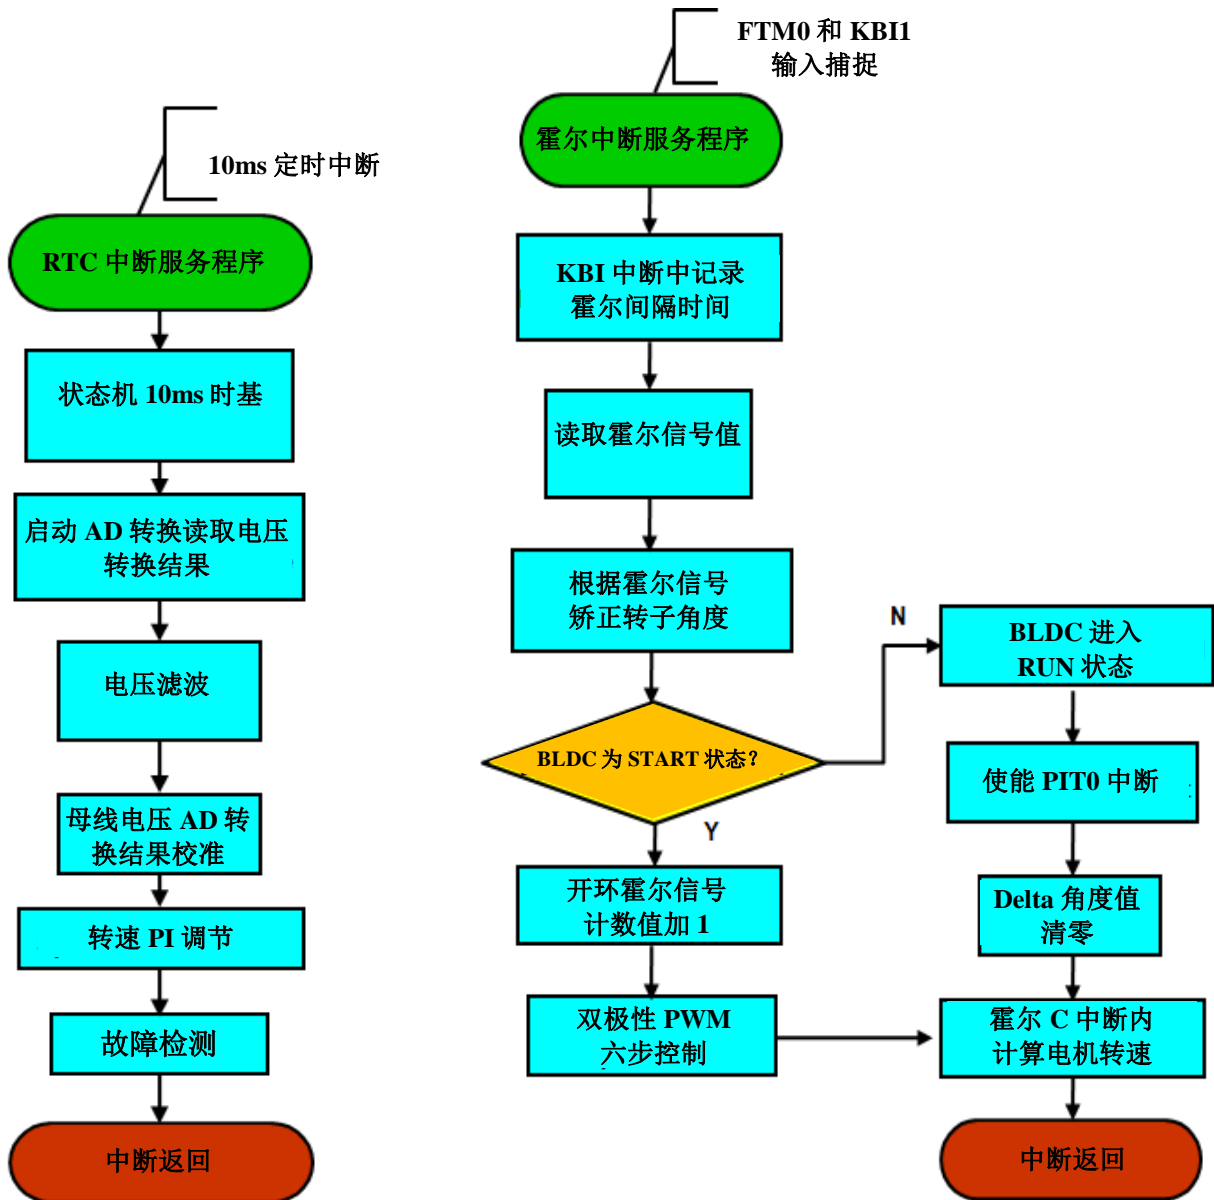 10ms 定时中断
RTC 中断服务程序
状态机 10ms 时基
启动 AD 转换读取电压
转换结果
电压滤波
母线电压 AD 转
换结果校准
转速 PI 调节
故障检测
中断返回
FTM0 和 KBI1
输入捕捉
霍尔中断服务程序
KBI 中断中记录
霍尔间隔时间
读取霍尔信号值
根据霍尔信号
矫正转子角度
BLDC 为 START 状态?
Y
开环霍尔信号
计数值加 1
双极性 PWM
六步控制
N
BLDC 进入
RUN 状态
使能 PIT0 中断
Delta 角度值
清零
霍尔 C 中断内
计算电机转速
中断返回